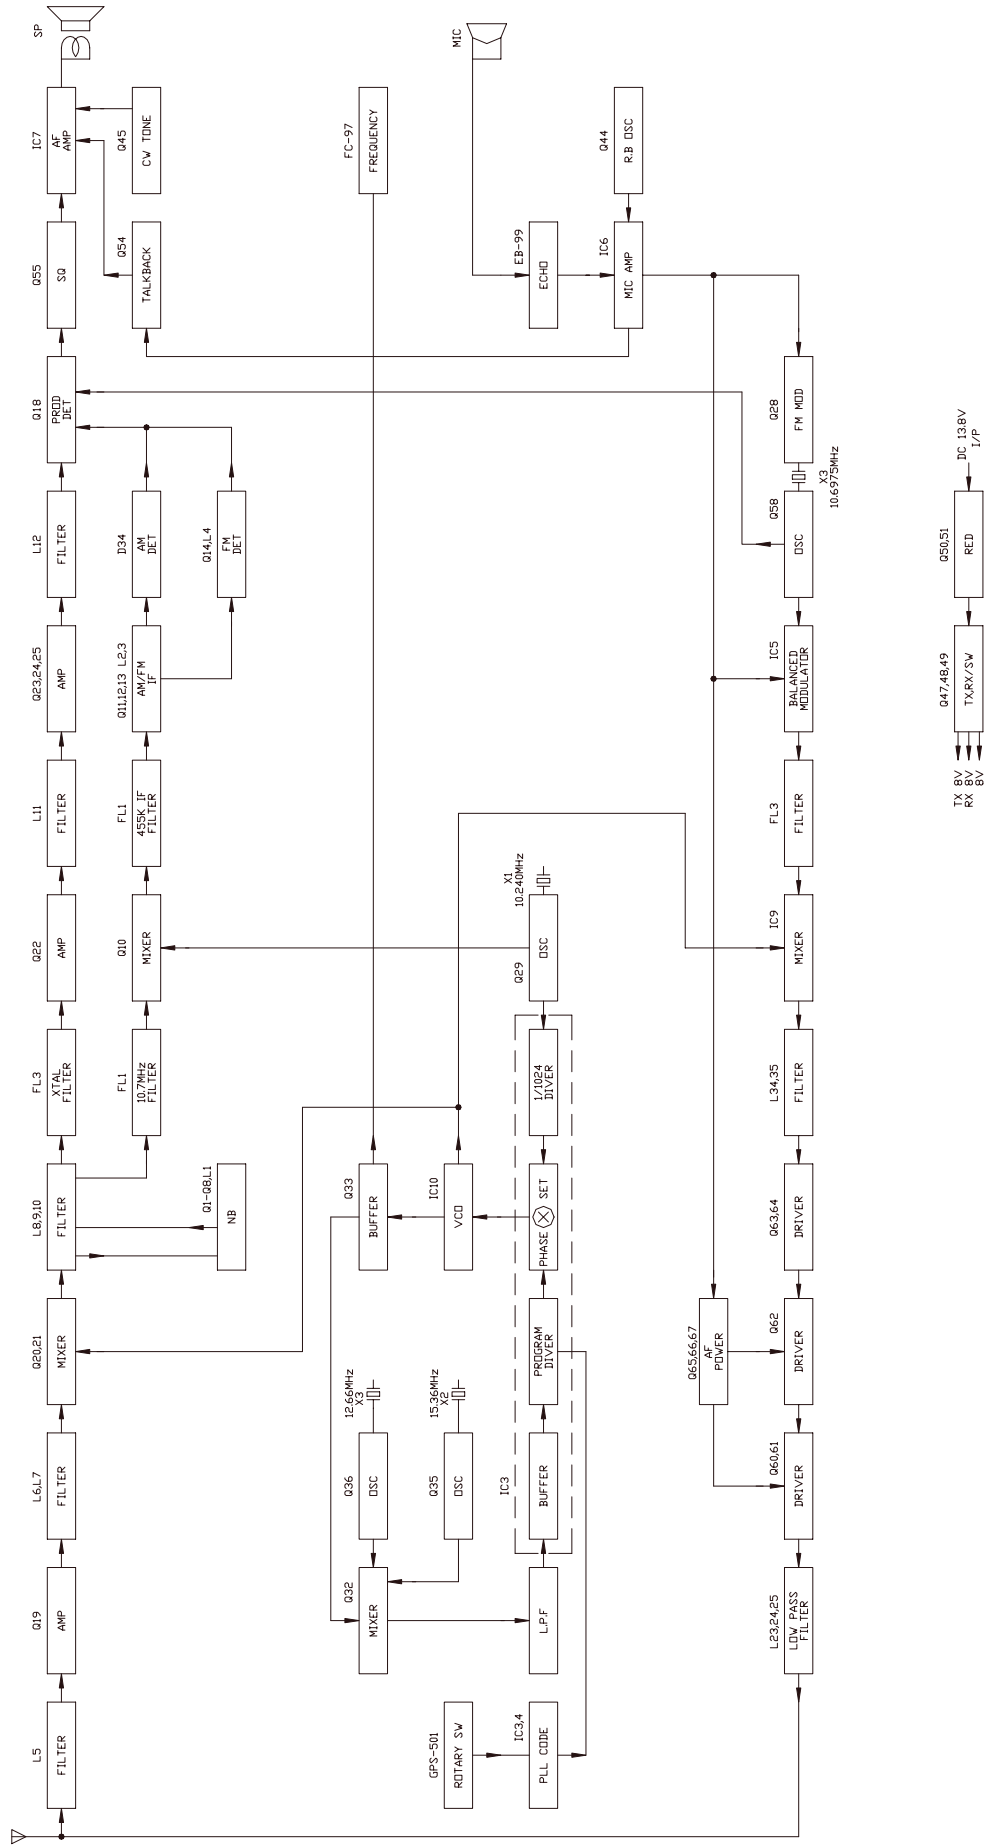 L5
FILTER
Q19
AMP
L6,L7
FILTER
Q20,21
MIXER
L8,9,10
FILTER
FL3
XTAL
FILTER
Q22
AMP
L11
FILTER
Q23,24,25
AMP
L12
FILTER
Q18
PROD
DET
Q55
SQ
IC7
AF
AMP
SP
Q1-Q8,L1
NB
FL1
10.7MHz
FILTER
Q10
MIXER
FL1
455K IF
FILTER
Q11,12,13 L2,3
AM/FM
IF
D34
AM
DET
Q14,L4
FM
DET
Q54
TALKBACK
Q45
CW TONE
Q32
MIXER
Q36
OSC
12.66MHz
X3
Q35
OSC
15.36MHz
X2
Q33
BUFFER
IC10
VCO
FC-97
FREQUENCY
MIC
GPS-501
ROTARY SW
IC3,4
PLL CODE
L.P.F
IC3
BUFFER
PROGRAM
DIVER
PHASE
SET
1/1024
DIVER
Q29
OSC
X1
10.240MHz
EB-99
ECHO
IC6
MIC AMP
Q44
R.B OSC
Q65,66,67
AF
POWER
L23,24,25
LOW PASS
FILTER
Q60,61
DRIVER
Q62
DRIVER
Q63,64
DRIVER
L34,35
FILTER
IC9
MIXER
FL3
FILTER
IC5
BALANCED
MODULATOR
Q58
OSC
X3
10.6975MHz
Q28
FM MOD
TX 8V
RX 8V
8V
Q47,48,49
TX,RX/SW
Q50,51
RED
DC 13.8V
I/P